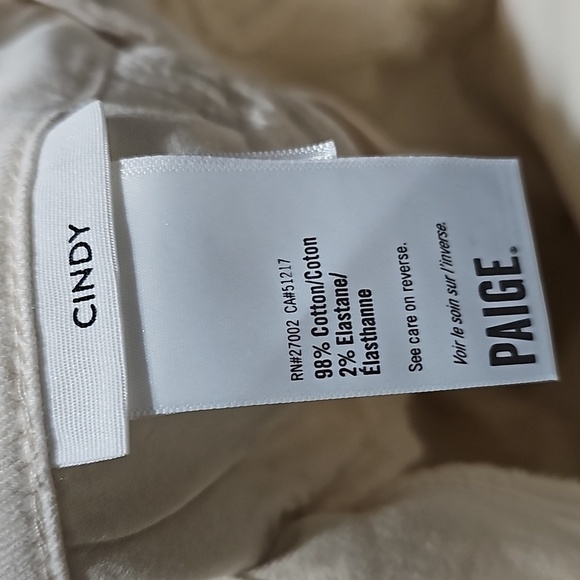 CINDY
RN#27002 CA#51217
98% Cotton/Coton
2% Elastane/
Élasthanne
See care on reverse.
Voir le soin sur l'inverse.
PAIGE.